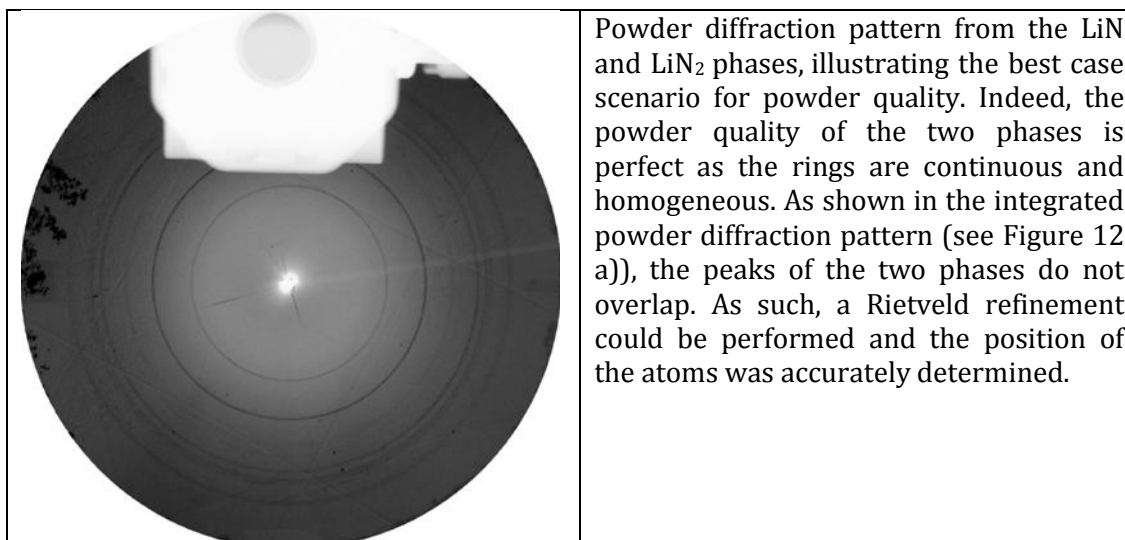 Powder diffraction pattern from the LiN
and LiN₂ phases, illustrating the best case
scenario for powder quality. Indeed, the
powder quality of the two phases is
perfect as the rings are continuous and
homogeneous. As shown in the integrated
powder diffraction pattern (see Figure 12
a)), the peaks of the two phases do not
overlap. As such, a Rietveld refinement
could be performed and the position of
the atoms was accurately determined.